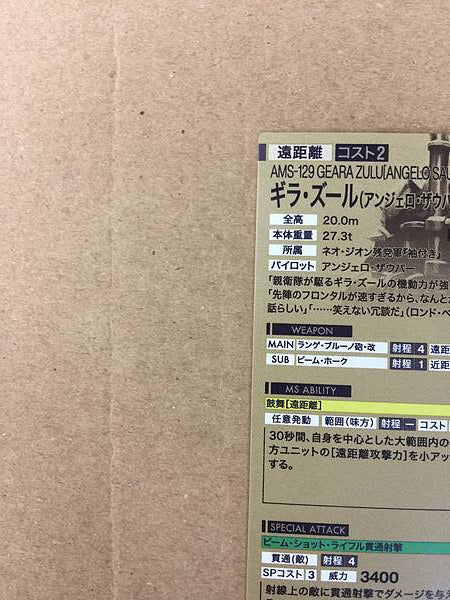 遠距離 コスト2
AMS-129 GEARA ZULU[ANGELO SAU
ギラ・ズール(アンジェロ・ザウパ
全高 20.0m
本体重量 27.3t
所属 ネオ・ジオン残党軍『袖付き』
パイロット アンジェロ・ザウパー
「親衛隊が駆るギラ・ズールの機動力が強
「先陣のフロンタルが速すぎるから、なんと
話らしい」「……笑えない冗談だ」(ロンド・ベ
WEAPON
MAIN ランゲ・ブルーノ砲・改 射程 4 遠距
SUB ビーム・ホーク 射程 1 近距
MS ABILITY
鼓舞[遠距離]
任意発動 範囲(味方) 射程 ー コスト
30秒間、自身を中心とした大範囲内の
方ユニットの[遠距離攻撃力]を小アッ
する。
SPECIAL ATTACK
ビーム・ショット・ライフル貫通射撃
貫通(敵) 射程 4
SPコスト 3 威力 3400
射線上の敵に貫通射撃でダメージを与え